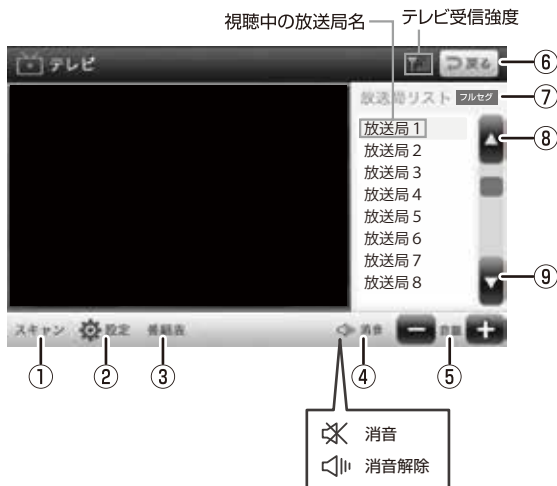 視聴中の放送局名
テレビ受信強度
テレビ
戻る
⑥
放送局リスト
フルセグ
⑦
放送局 1
⑧
放送局 2
放送局 3
放送局 4
放送局 5
放送局 6
放送局 7
放送局 8
⑨
スキャン
設定
番組表
消音
音量
①
②
③
④
⑤
消音
消音解除